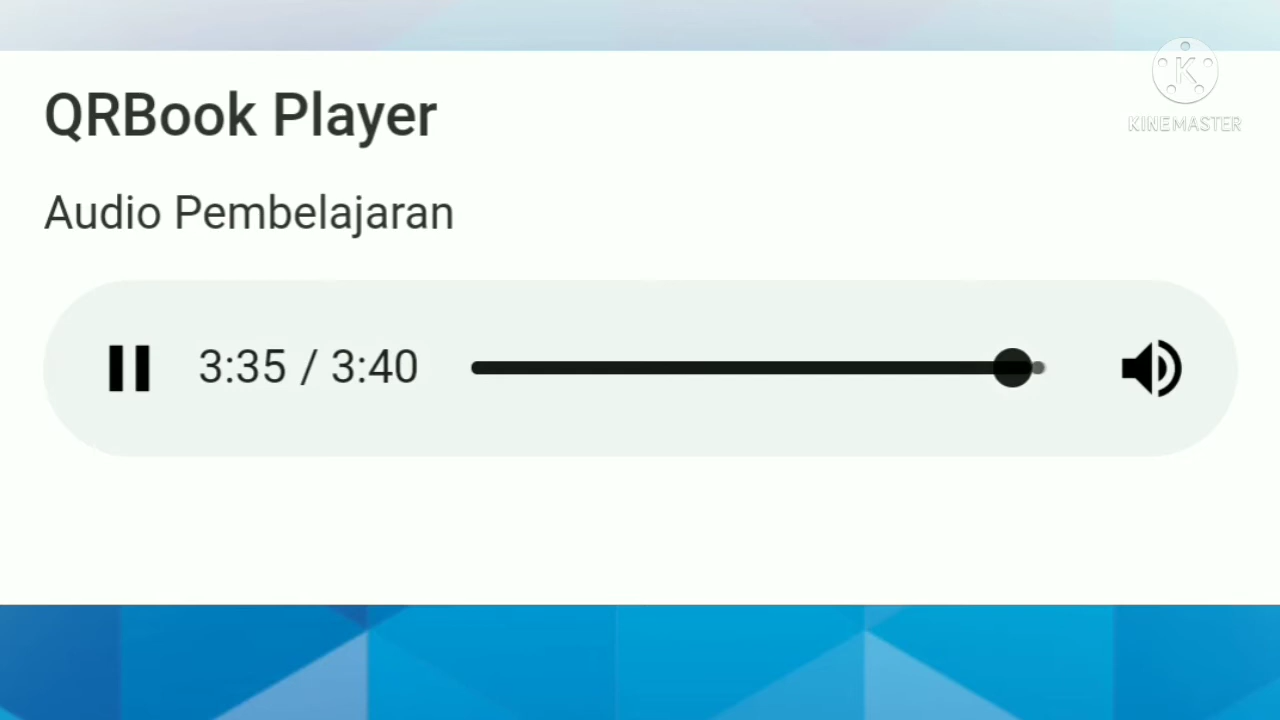 QRBook Player
K
KINEMASTER
Audio Pembelajaran
3:35 / 3:40